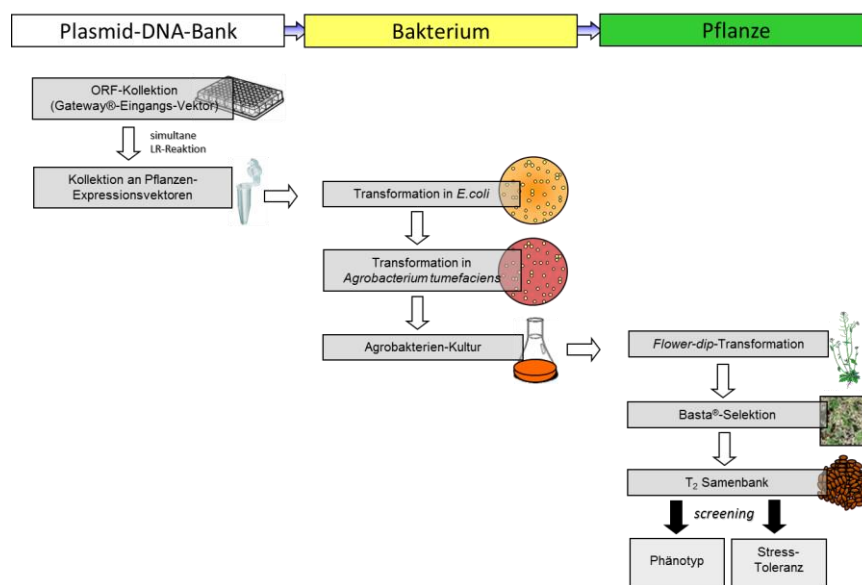 Plasmid-DNA-Bank
Bakterium
Pflanze
ORF-Kollektion
(Gateway®-Eingangs-Vektor)
simultane
LR-Reaktion
Kollektion an Pflanzen-
Expressionsvektoren
Transformation in E.coli
Transformation in
Agrobacterium tumefaciens
Agrobakterien-Kultur
Flower-dip-Transformation
Basta®-Selektion
T₂ Samenbank
screening
Phänotyp
Stress-
Toleranz